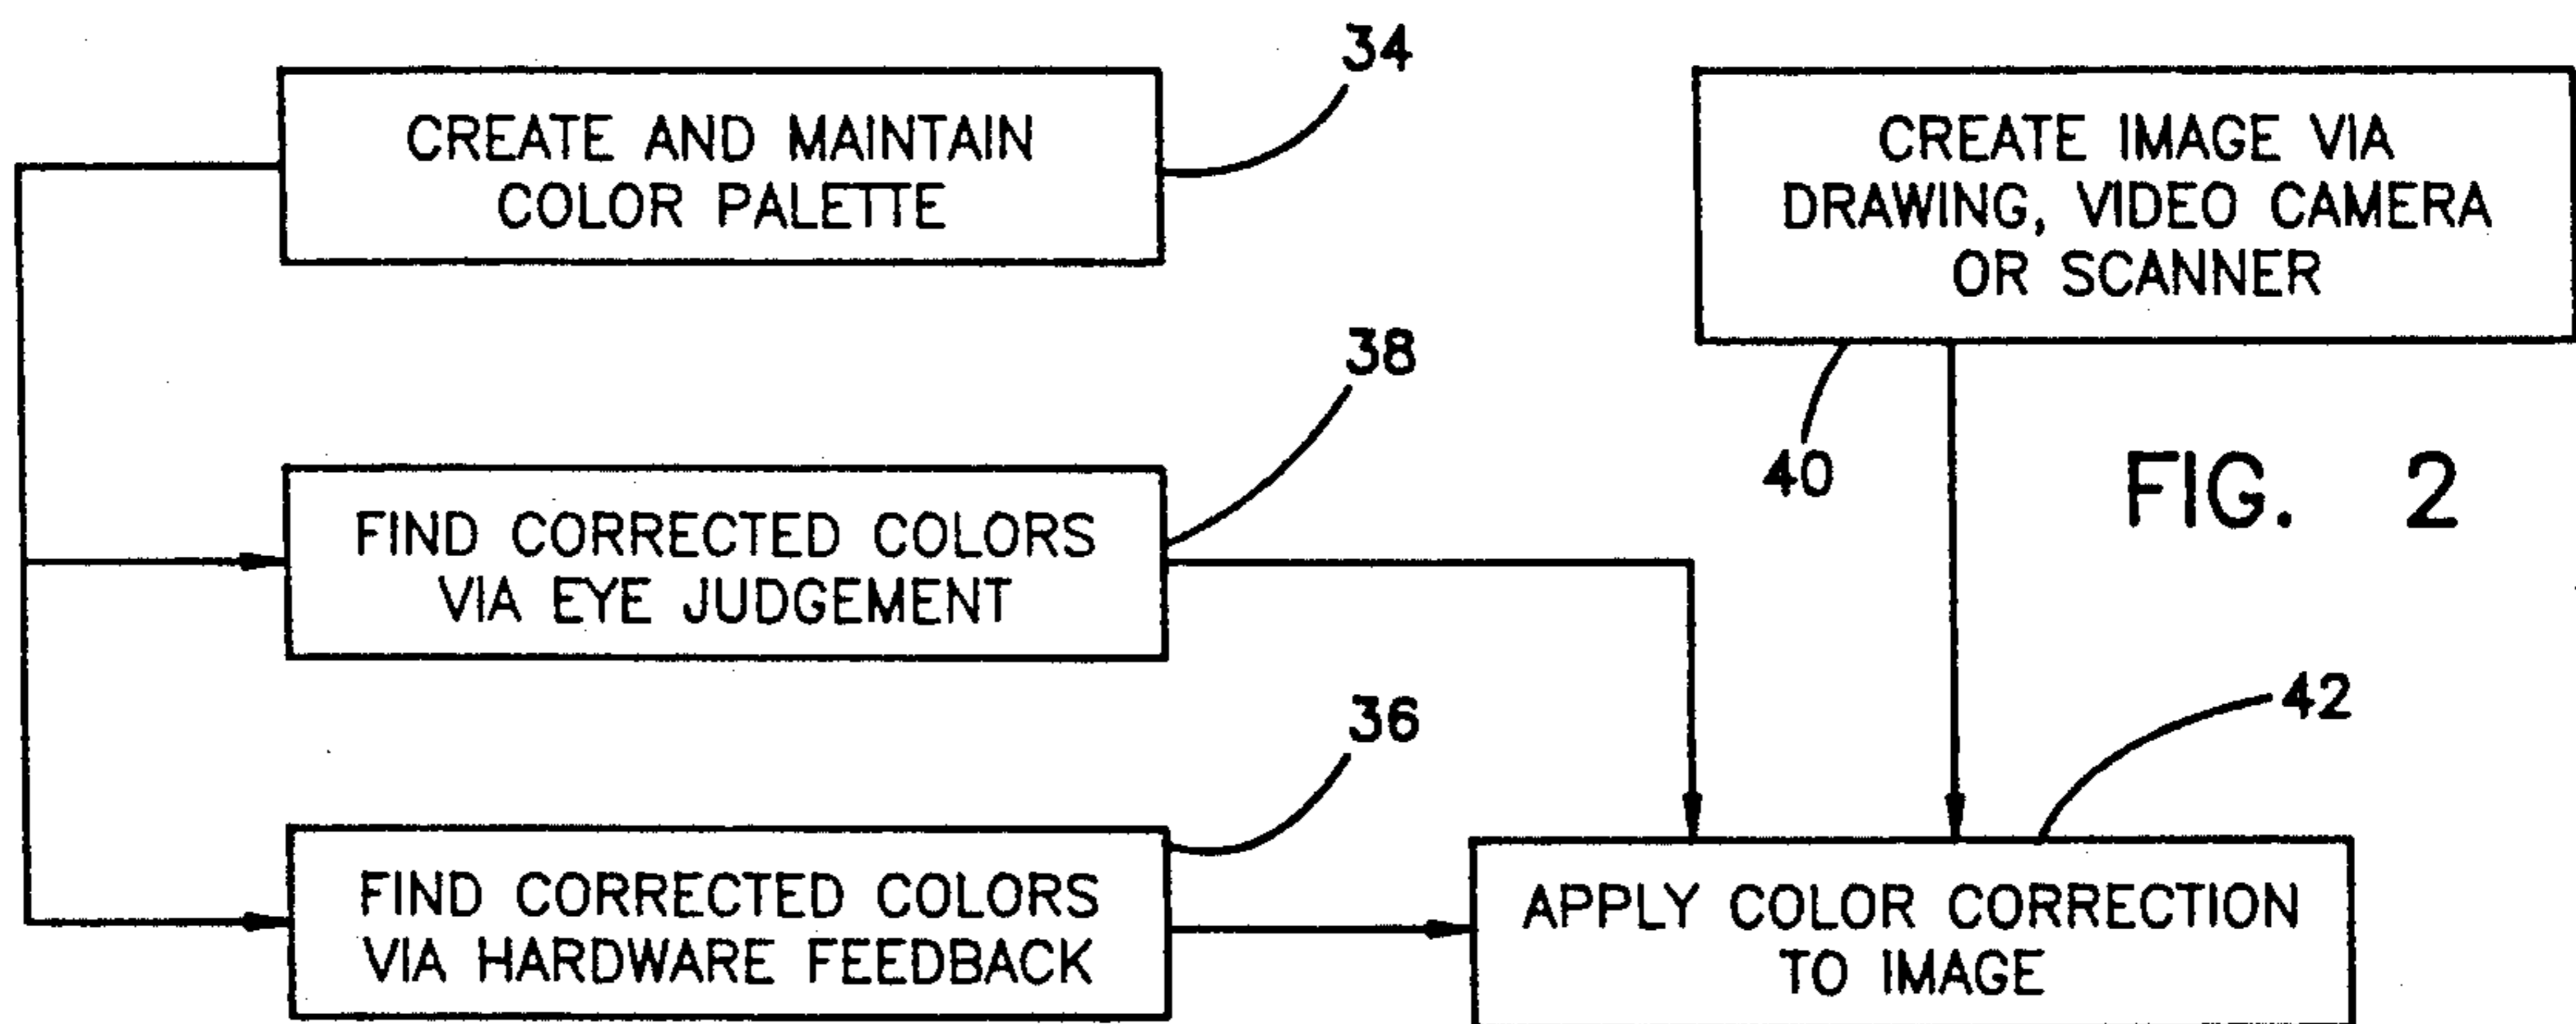 34
CREATE AND MAINTAIN
COLOR PALETTE
CREATE IMAGE VIA
DRAWING, VIDEO CAMERA
OR SCANNER
38
40
FIG. 2
FIND CORRECTED COLORS
VIA EYE JUDGEMENT
36
42
FIND CORRECTED COLORS
VIA HARDWARE FEEDBACK
APPLY COLOR CORRECTION
TO IMAGE